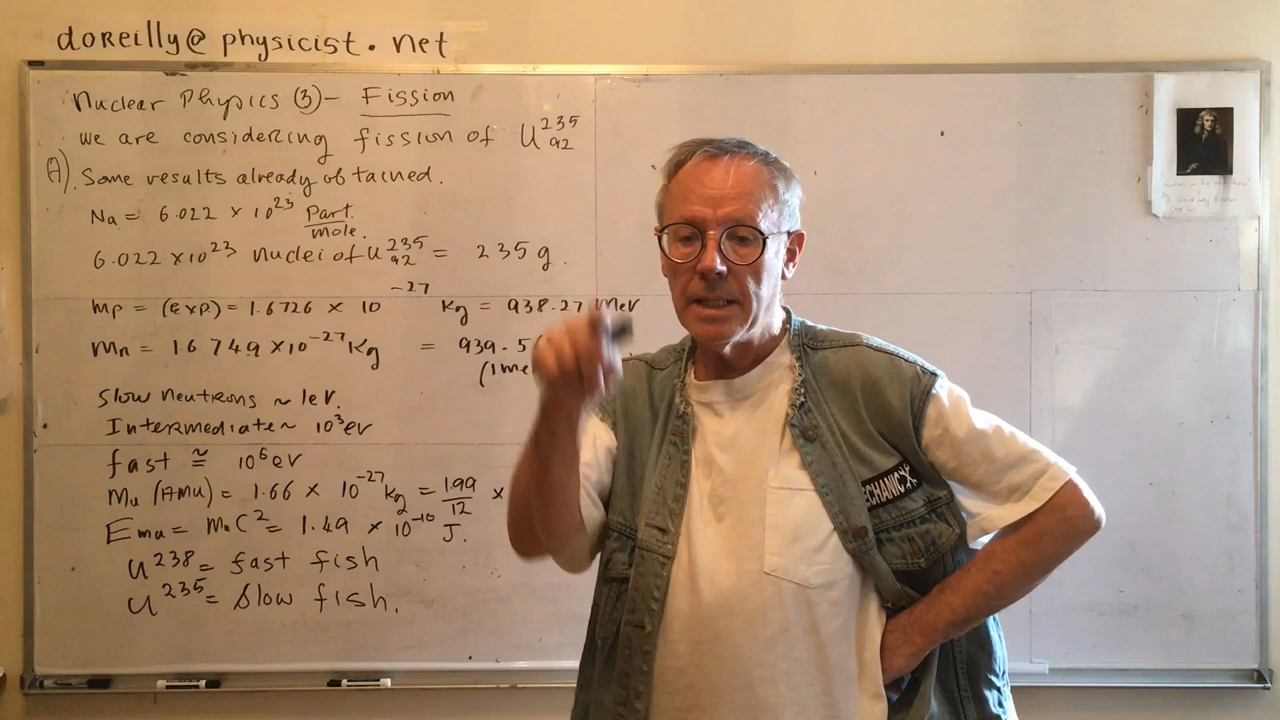 doreilly@physicist.net
Nuclear Physics (3)- Fission
we are considering fission of U 235 92
(A). Some results already obtained.
Na = 6.022 × 10^23 part./mole.
6.022 × 10^23 nuclei of U 235 92 = 235 g.
Mp = (exp) = 1.6726 × 10^-27 Kg = 938.27 MeV
Mn = 1.6749 × 10^-27 Kg = 939.5
(1me
Slow Neutrons ~ 1ev.
Intermediate ~ 10^3 ev
fast ≅ 10^6 ev
Mu (AMU) = 1.66 × 10^-27 kg = 1.99/12 ×
Emu = MuC^2 = 1.49 × 10^-10 J.
U^238 = fast fish
U^235 = Slow fish.
MECHANIC